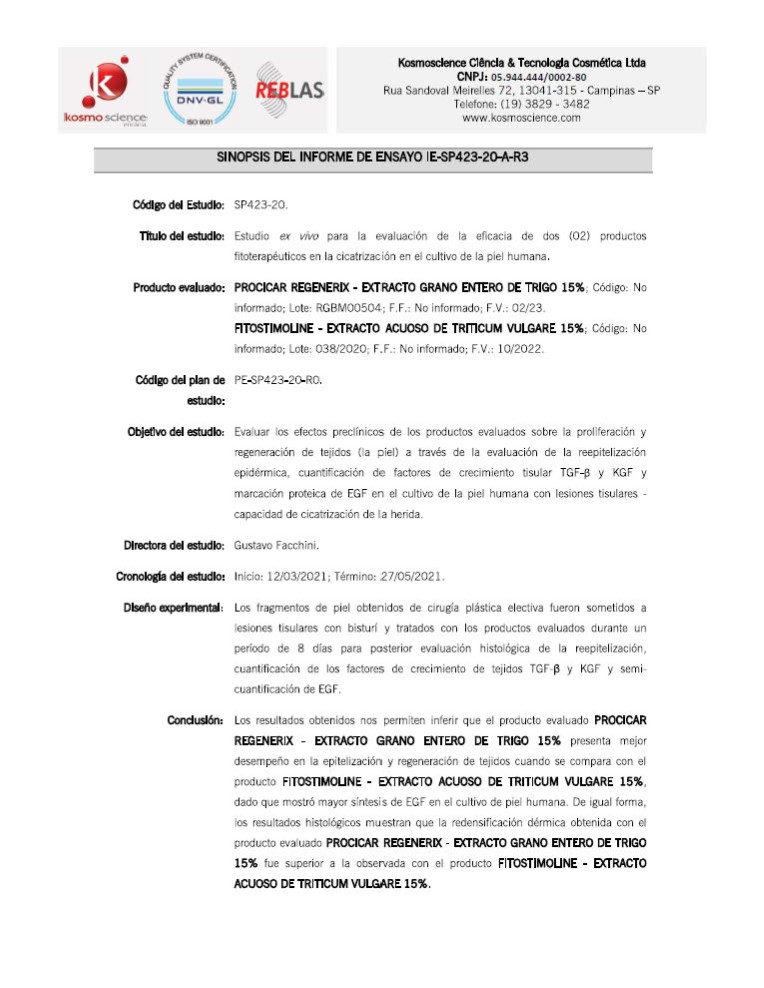 kosmoscience
QUALITY SYSTEM CERTIFICATION
DNV·GL
ISO 9001
REBLAS
Kosmoscience Ciência & Tecnologia Cosmética Ltda
CNPJ: 05.944.444/0002-80
Rua Sandoval Meirelles 72, 13041-315 - Campinas – SP
Telefone: (19) 3829 - 3482
www.kosmoscience.com
SINOPSIS DEL INFORME DE ENSAYO IE-SP423-20-A-R3
Código del Estudio: SP423-20.
Título del estudio: Estudio ex vivo para la evaluación de la eficacia de dos (02) productos
fitoterapéuticos en la cicatrización en el cultivo de la piel humana.
Producto evaluado: PROCICAR REGENERIX - EXTRACTO GRANO ENTERO DE TRIGO 15%; Código: No
informado; Lote: RGBM00504; F.F.: No informado; F.V.: 02/23.
FITOSTIMOLINE - EXTRACTO ACUOSO DE TRITICUM VULGARE 15%; Código: No
informado; Lote: 038/2020; F.F.: No informado; F.V.: 10/2022.
Código del plan de PE-SP423-20-R0.
estudio:
Objetivo del estudio: Evaluar los efectos preclínicos de los productos evaluados sobre la proliferación y
regeneración de tejidos (la piel) a través de la evaluación de la reepitelización
epidérmica, cuantificación de factores de crecimiento tisular TGF-β y KGF y
marcación proteica de EGF en el cultivo de la piel humana con lesiones tisulares -
capacidad de cicatrización de la herida.
Directora del estudio: Gustavo Facchini.
Cronología del estudio: Inicio: 12/03/2021; Término: 27/05/2021.
Diseño experimental: Los fragmentos de piel obtenidos de cirugía plástica electiva fueron sometidos a
lesiones tisulares con bisturí y tratados con los productos evaluados durante un
período de 8 días para posterior evaluación histológica de la reepitelización,
cuantificación de los factores de crecimiento de tejidos TGF-β y KGF y semi-
cuantificación de EGF.
Conclusión: Los resultados obtenidos nos permiten inferir que el producto evaluado PROCICAR
REGENERIX - EXTRACTO GRANO ENTERO DE TRIGO 15% presenta mejor
desempeño en la epitelización y regeneración de tejidos cuando se compara con el
producto FITOSTIMOLINE - EXTRACTO ACUOSO DE TRITICUM VULGARE 15%,
dado que mostró mayor síntesis de EGF en el cultivo de piel humana. De igual forma,
los resultados histológicos muestran que la redensificación dérmica obtenida con el
producto evaluado PROCICAR REGENERIX - EXTRACTO GRANO ENTERO DE TRIGO
15% fue superior a la observada con el producto FITOSTIMOLINE - EXTRACTO
ACUOSO DE TRITICUM VULGARE 15%.